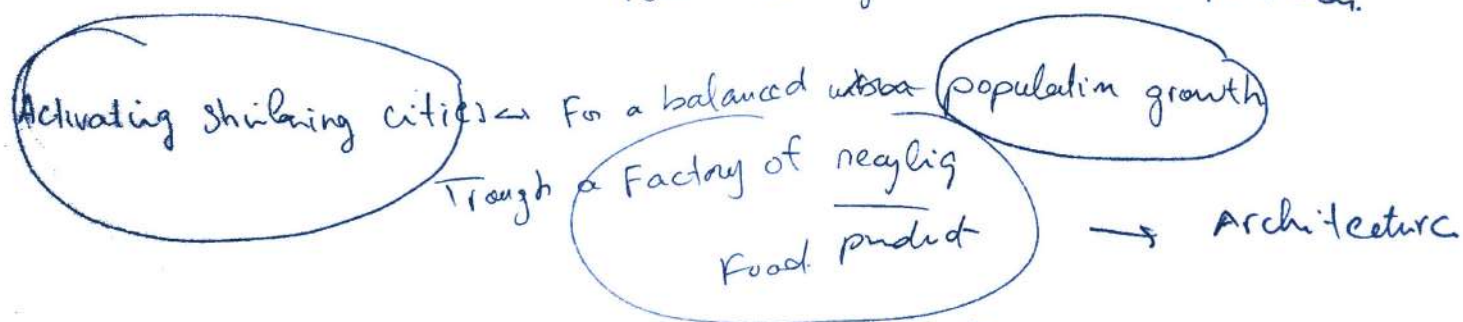 Activating Shrinking cities For a balanced population growth
Trough a Factory of recyclig
Food product → Architecture